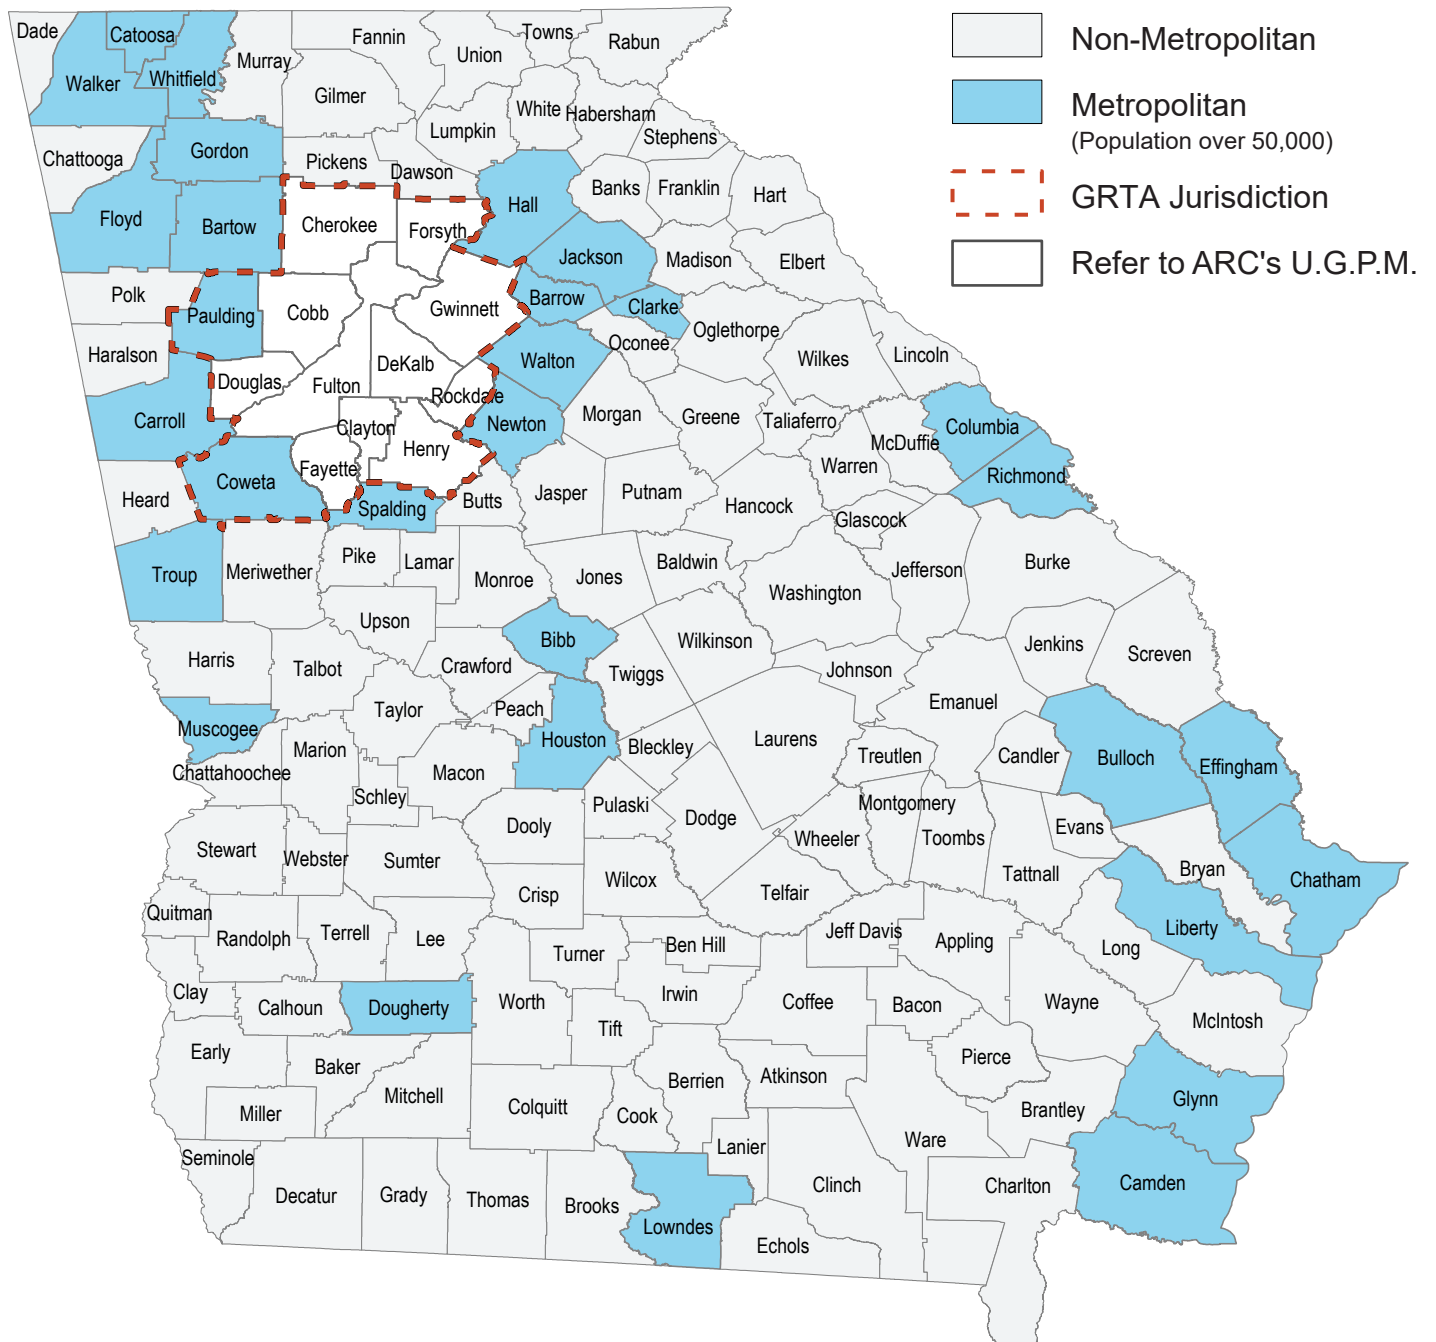 Non-Metropolitan
Metropolitan
(Population over 50,000)
GRTA Jurisdiction
Refer to ARC's U.G.P.M.
Dade
Catoosa
Fannin
Union
Towns
Rabun
Walker
Whitfield
Murray
Gilmer
White
Habersham
Lumpkin
Stephens
Chattooga
Gordon
Pickens
Dawson
Banks
Franklin
Hart
Floyd
Bartow
Cherokee
Forsyth
Hall
Jackson
Madison
Elbert
Polk
Paulding
Cobb
Gwinnett
Barrow
Clarke
Oglethorpe
Oconee
Haralson
Douglas
Fulton
DeKalb
Rockdale
Walton
Wilkes
Lincoln
Carroll
Clayton
Henry
Newton
Morgan
Greene
Taliaferro
McDuffie
Columbia
Heard
Coweta
Fayette
Spalding
Butts
Jasper
Putnam
Hancock
Warren
Glascock
Richmond
Troup
Meriwether
Pike
Lamar
Monroe
Jones
Baldwin
Washington
Jefferson
Burke
Upson
Bibb
Wilkinson
Jenkins
Screven
Harris
Talbot
Crawford
Twiggs
Johnson
Emanuel
Muscogee
Taylor
Peach
Houston
Bleckley
Laurens
Treutlen
Candler
Bulloch
Effingham
Chattahoochee
Marion
Schley
Macon
Dooly
Pulaski
Dodge
Wheeler
Montgomery
Toombs
Evans
Stewart
Webster
Sumter
Crisp
Wilcox
Telfair
Tattnall
Bryan
Chatham
Quitman
Randolph
Terrell
Lee
Turner
Ben Hill
Jeff Davis
Appling
Long
Liberty
Clay
Calhoun
Dougherty
Worth
Tift
Irwin
Coffee
Bacon
Wayne
McIntosh
Early
Baker
Mitchell
Miller
Colquitt
Cook
Berrien
Atkinson
Pierce
Brantley
Glynn
Seminole
Decatur
Grady
Thomas
Brooks
Lowndes
Lanier
Echols
Clinch
Ware
Charlton
Camden